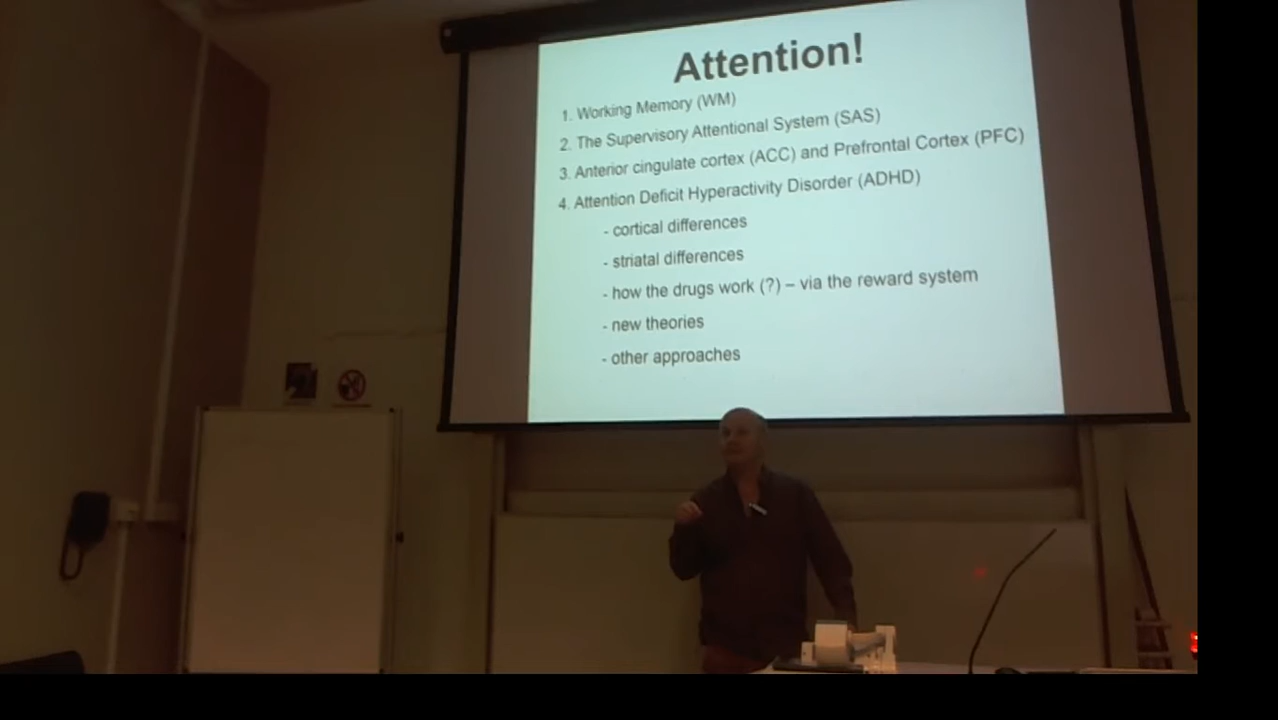 Attention!
1. Working Memory (WM)
2. The Supervisory Attentional System (SAS)
3. Anterior cingulate cortex (ACC) and Prefrontal Cortex (PFC)
4. Attention Deficit Hyperactivity Disorder (ADHD)
- cortical differences
- striatal differences
- how the drugs work (?) – via the reward system
- new theories
- other approaches